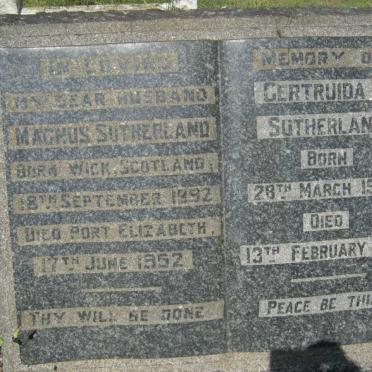 IN LOVING
MY DEAR HUSBAND
MAGNUS SUTHERLAND
BORN WICK, SCOTLAND,
18TH SEPTEMBER 1892
DIED PORT ELIZABETH,
17TH JUNE 1952
THY WILL BE DONE
MEMORY O
GERTRUIDA
SUTHERLAN
BORN
28TH MARCH 1
DIED
13TH FEBRUARY
PEACE BE THI